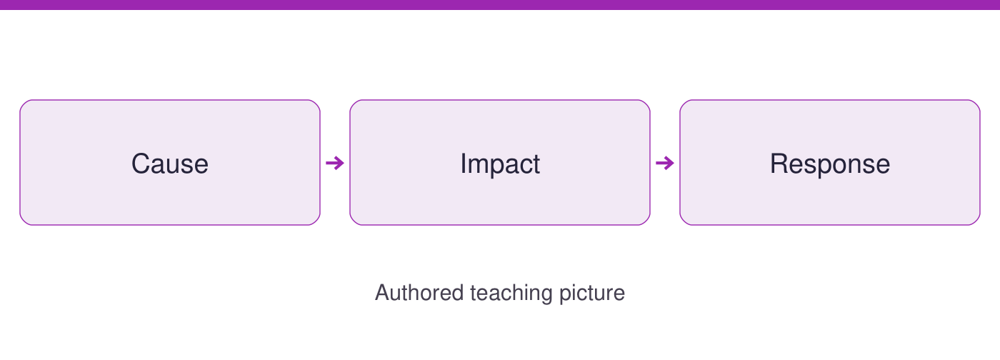 Cause
Impact
Response
Authored teaching picture